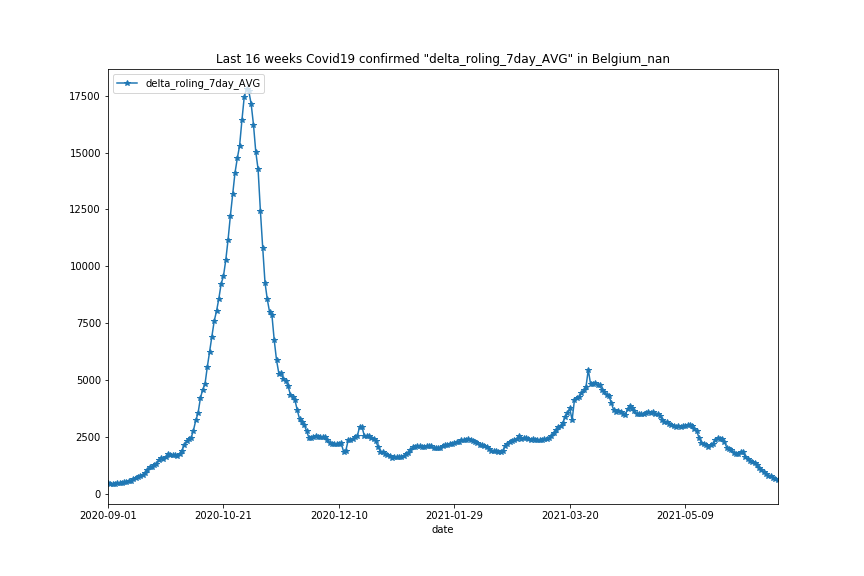 Last 16 weeks Covid19 confirmed "delta_roling_7day_AVG" in Belgium_nan
delta_roling_7day_AVG
17500
15000
12500
10000
7500
5000
2500
0
2020-09-01 2020-10-21 2020-12-10 2021-01-29 2021-03-20 2021-05-09
date